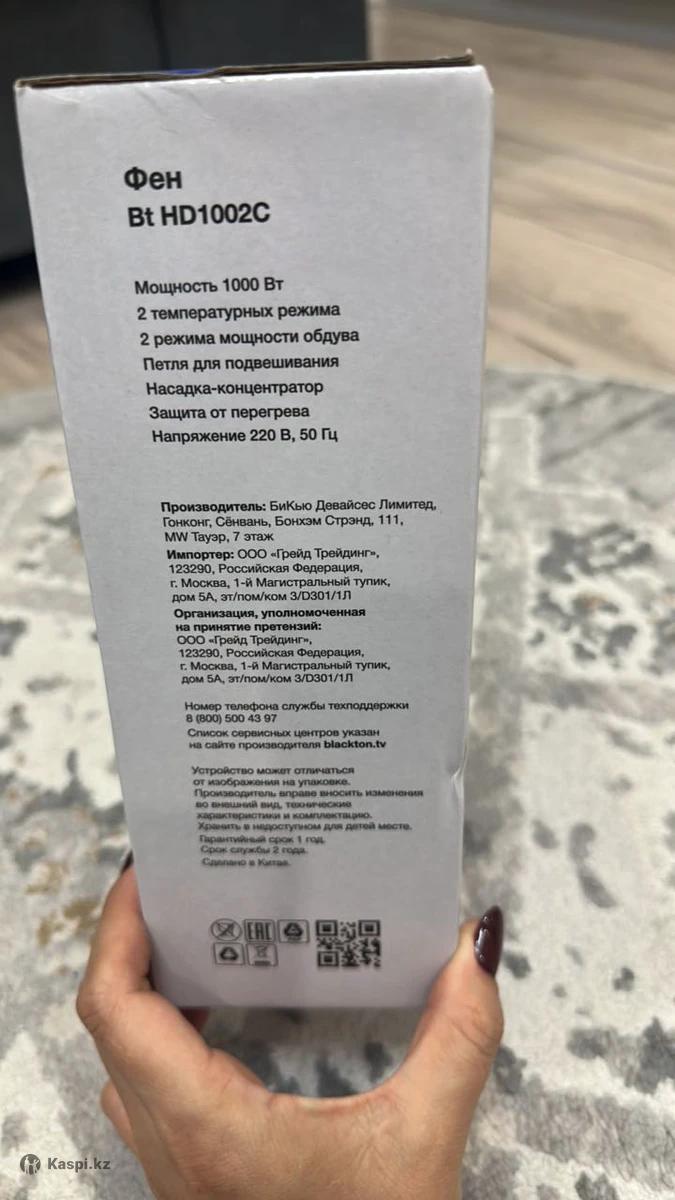 Фен
Bt HD1002C
Мощность 1000 Вт
2 температурных режима
2 режима мощности обдува
Петля для подвешивания
Насадка-концентратор
Защита от перегрева
Напряжение 220 В, 50 Гц
Производитель: БиКью Девайсес Лимитед,
Гонконг, Сёнвань, Бонхэм Стрэнд, 111,
MW Тауэр, 7 этаж
Импортер: ООО «Грейд Трейдинг»,
123290, Российская Федерация,
г. Москва, 1-й Магистральный тупик,
дом 5А, эт/пом/ком 3/D301/1Л
Организация, уполномоченная
на принятие претензий:
ООО «Грейд Трейдинг»,
123290, Российская Федерация,
г. Москва, 1-й Магистральный тупик,
дом 5А, эт/пом/ком 3/D301/1Л
Номер телефона службы техподдержки
8 (800) 500 43 97
Список сервисных центров указан
на сайте производителя blackton.tv
Устройство может отличаться
от изображения на упаковке.
Производитель вправе вносить изменения
во внешний вид, технические
характеристики и комплектацию.
Хранить в недоступном для детей месте.
Гарантийный срок 1 год.
Срок службы 2 года.
Сделано в Китае.
EAC
Kaspi.kz